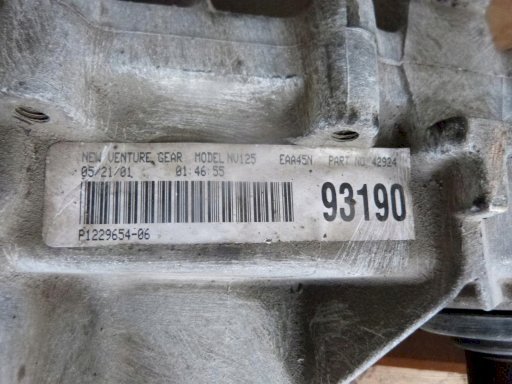 NEW VENTURE GEAR MODEL NV125 EAA45N PART NO. 42924
05/21/01 01:46:55
93190
P1229654-06